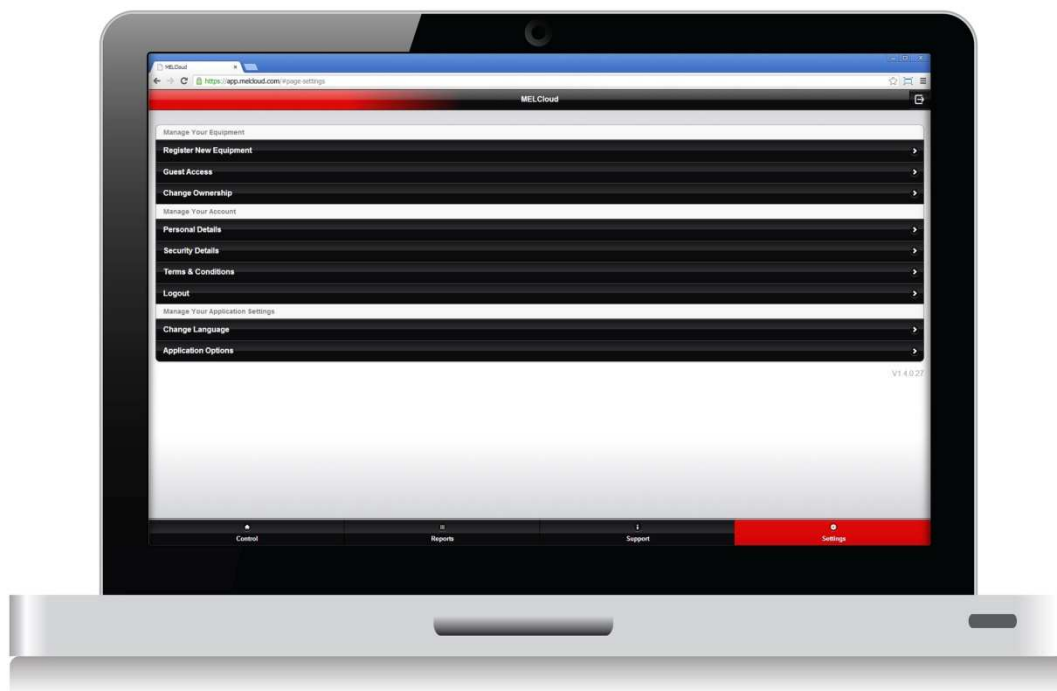 MELCloud
https://app.melcloud.com/#page-settings
MELCloud
Manage Your Equipment
Register New Equipment
Guest Access
Change Ownership
Manage Your Account
Personal Details
Security Details
Terms & Conditions
Logout
Manage Your Application Settings
Change Language
Application Options
V1.4.0.27
Control
Reports
Support
Settings